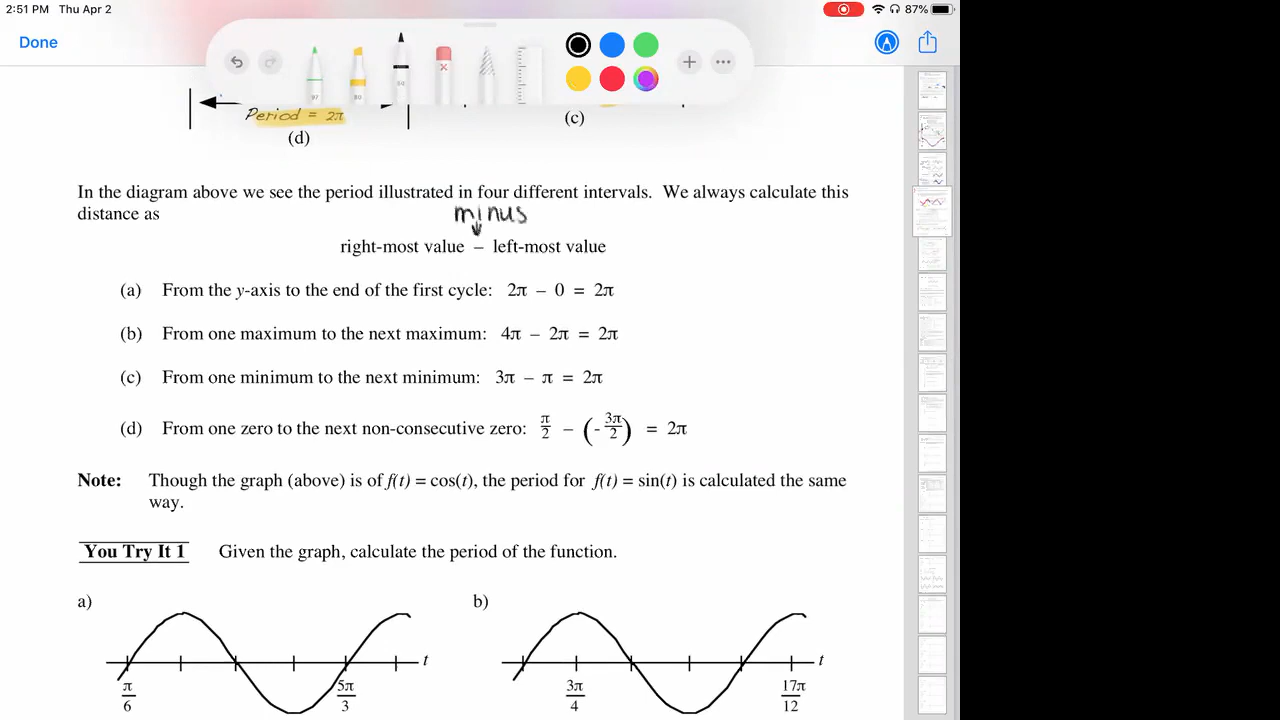 2:51 PM Thu Apr 2
87%
Done
97
80
50
Period = 2π
(c)
(d)
In the diagram above we see the period illustrated in four different intervals. We always calculate this
distance as
minus
right-most value – left-most value
(a) From the y-axis to the end of the first cycle: 2π – 0 = 2π
(b) From one maximum to the next maximum: 4π – 2π = 2π
(c) From one minimum to the next minimum: 3π – π = 2π
(d) From one zero to the next non-consecutive zero: π/2 – (-3π/2) = 2π
Note: Though the graph (above) is of f(t) = cos(t), the period for f(t) = sin(t) is calculated the same
way.
You Try It 1 Given the graph, calculate the period of the function.
a) b)
t t
π/6 5π/3 3π/4 17π/12